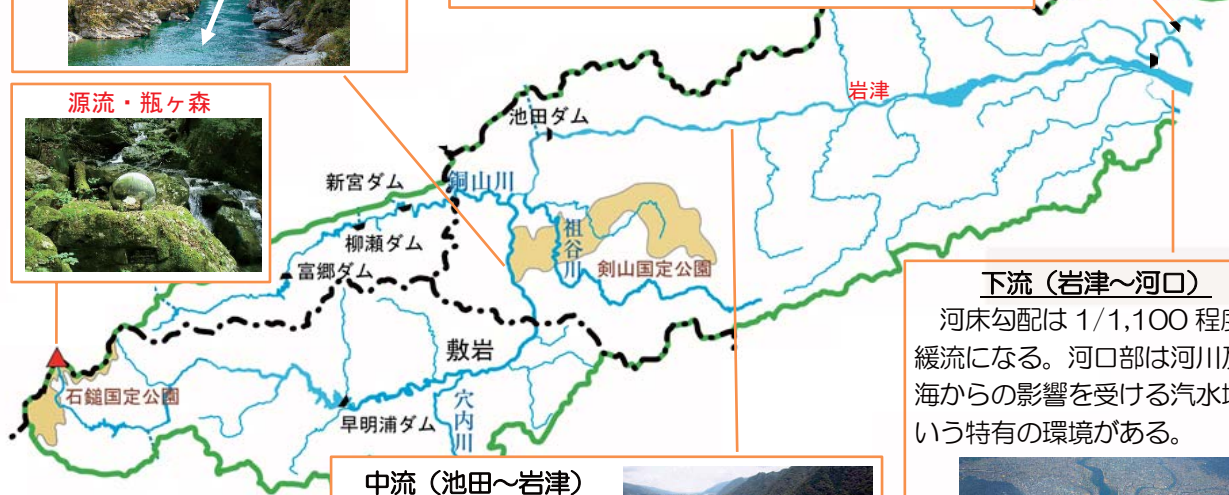 源流・瓶ヶ森
池田ダム
岩津
新宮ダム
銅山川
柳瀬ダム
富郷ダム
祖谷川
剣山国定公園
敷岩
石鎚国定公園
早明浦ダム
穴内川
下流（岩津～河口）
河床勾配は 1/1,100 程度
緩流になる。河口部は河川及
海からの影響を受ける汽水域
いう特有の環境がある。
中流（池田～岩津）